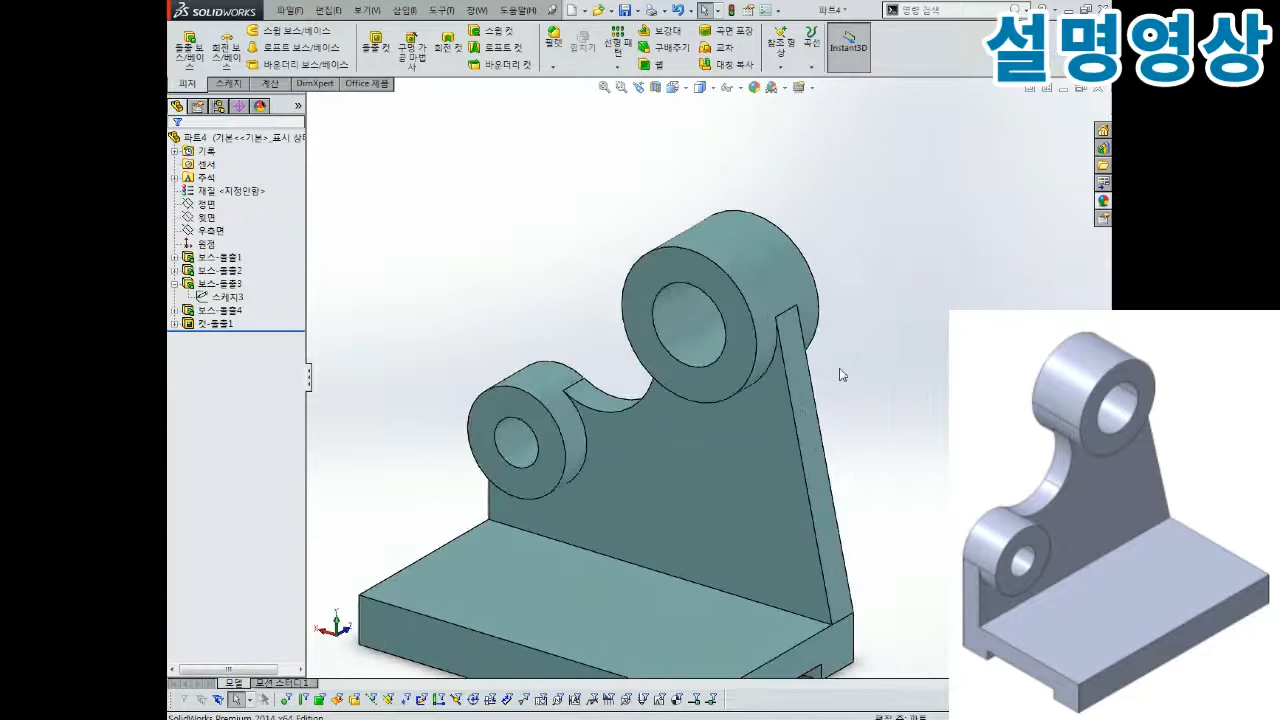 SOLIDWORKS 파일(F) 편집(E) 보기(V) 삽입(I) 도구(T) 창(W) 도움말(H) 파트4 * 명령 검색
설명영상
돌출 보스/베이스 회전 보스/베이스 스윕 보스/베이스 로프트 보스/베이스 바운더리 보스/베이스 돌출 컷 구멍 가공 마법사 회전 컷 스윕 컷 로프트 컷 바운더리 컷 필렛 선형 패턴 보강대 구배주기 쉘 곡면 포장 교차 대칭 복사 참조 형상 곡선 Instant3D
피처 스케치 계산 DimXpert Office 제품
파트4 (기본<<기본>_표시 상태
기록
센서
주석
재질 <지정안함>
정면
윗면
우측면
원점
보스-돌출1
보스-돌출2
보스-돌출3
스케치3
보스-돌출4
컷-돌출1
모델 모션 스터디 1
SolidWorks Premium 2014 x64 Edition 편집 중: 파트